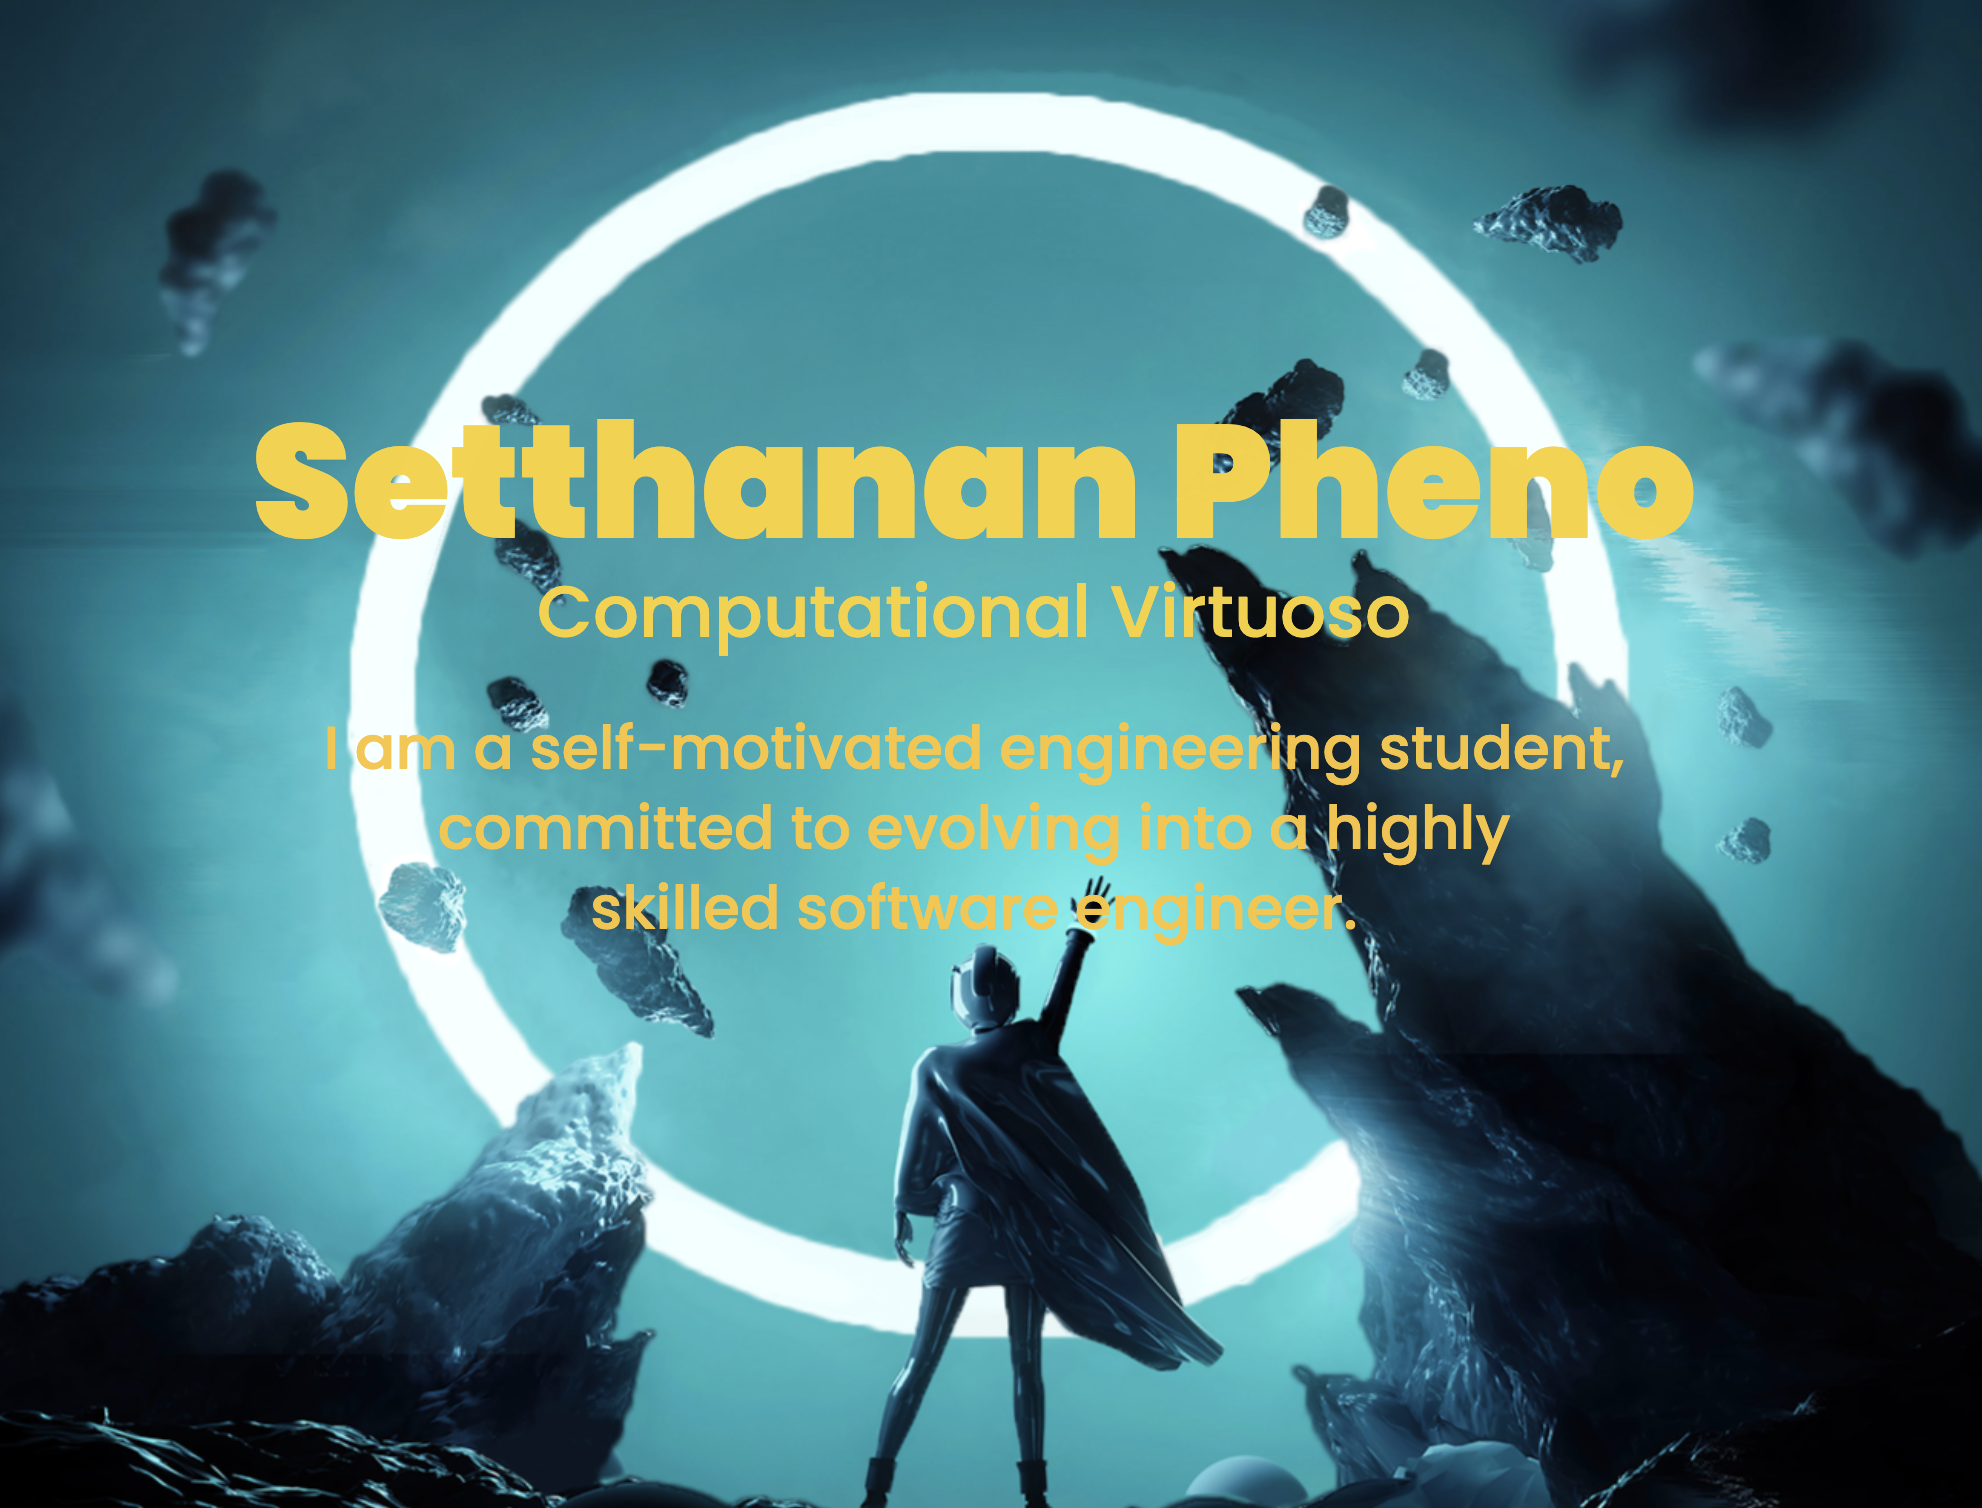 Setthanan Pheno
Computational Virtuoso
I am a self-motivated engineering student,
committed to evolving into a highly
skilled software engineer.